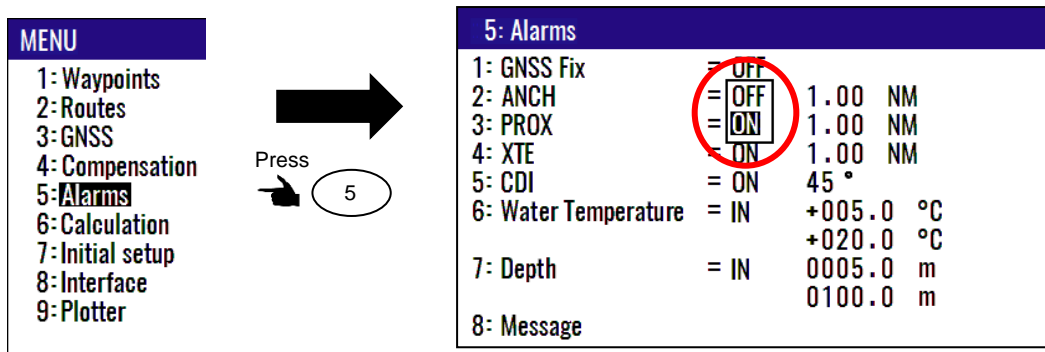 MENU
1: Waypoints
2: Routes
3: GNSS
4: Compensation
5: Alarms
6: Calculation
7: Initial setup
8: Interface
9: Plotter
Press
5
5: Alarms
1: GNSS Fix = OFF
2: ANCH = OFF 1.00 NM
3: PROX = ON 1.00 NM
4: XTE = ON 1.00 NM
5: CDI = ON 45 °
6: Water Temperature = IN +005.0 °C
+020.0 °C
7: Depth = IN 0005.0 m
0100.0 m
8: Message